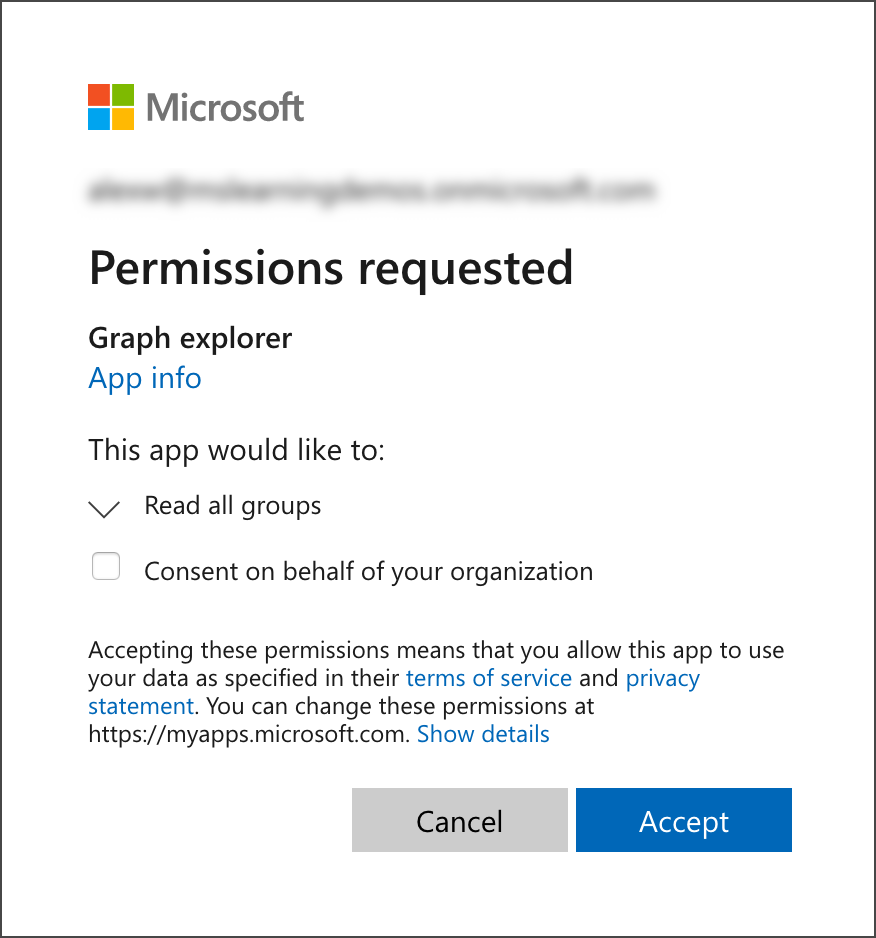 Microsoft
Permissions requested
Graph explorer
App info
This app would like to:
Read all groups
Consent on behalf of your organization
Accepting these permissions means that you allow this app to use
your data as specified in their terms of service and privacy
statement. You can change these permissions at
https://myapps.microsoft.com. Show details
Cancel
Accept